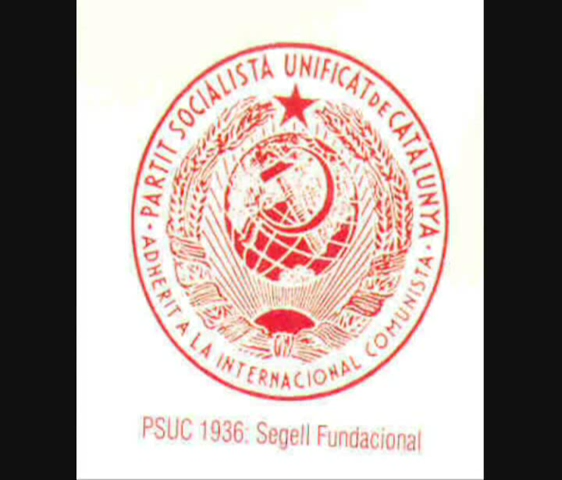 PARTIT SOCIALISTA UNIFICAT DE CATALUNYA
ADHERIT A LA INTERNACIONAL COMUNISTA
PSUC 1936: Segell Fundacional